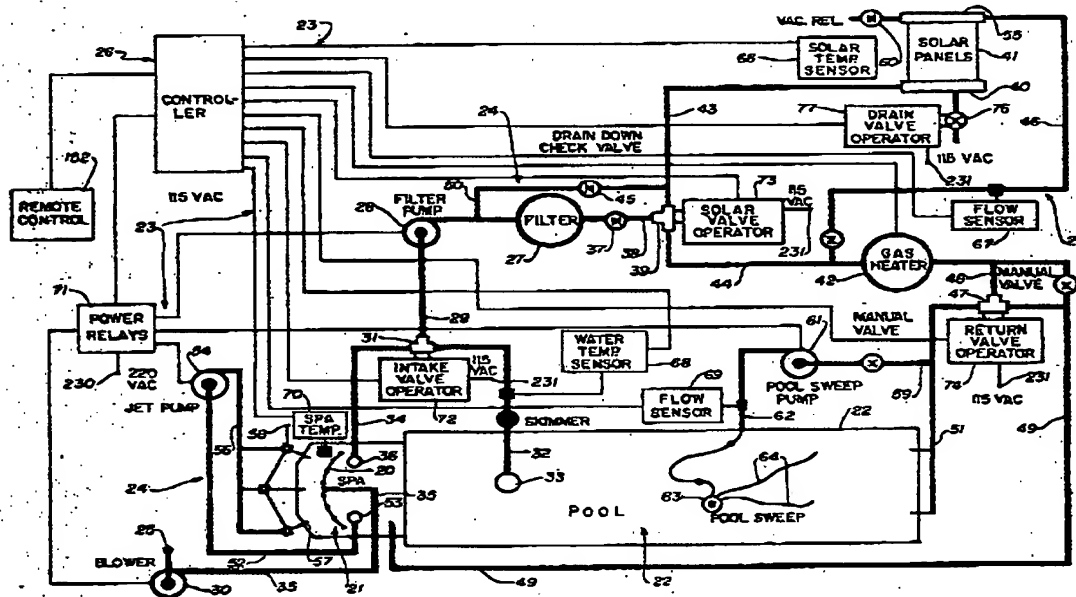 23
VAC. REL.
55
26
66
SOLAR
TEMP
SENSOR
60
SOLAR
PANELS
41
CONTROL-
LER
40
43
77
DRAIN
VALVE
OPERATOR
76
46
24
DRAIN DOWN
CHECK VALVE
115 VAC
231
182
REMOTE
CONTROL
115 VAC
50
45
73
115
VAC
FILTER
PUMP
28
FILTER
SOLAR
VALVE
OPERATOR
FLOW
SENSOR
23
27
37
38
39
231
67
GAS
HEATER
42
44
48
MANUAL
VALVE
71
29
47
POWER
RELAYS
31
MANUAL
VALVE
61
RETURN
VALVE
OPERATOR
WATER
TEMP
SENSOR
68
230
220
VAC
54
INTAKE
VALVE
OPERATOR
115
VAC
231
POOL SWEEP
PUMP
74
231
115 VAC
JET PUMP
70
72
69
FLOW
SENSOR
59
SPA
TEMP.
34
SKIMMER
62
22
51
49
56
58
36
32
20
SPA
33
64
24
35
63
53
POOL
POOL SWEEP
25
BLOWER
52
57
21
22
30
35
49